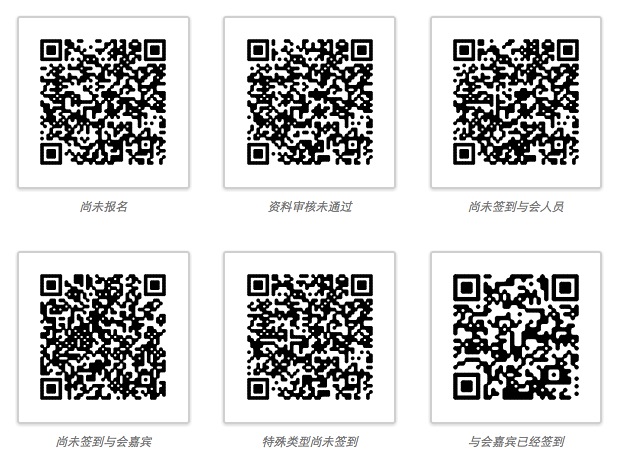 尚未报名
资料审核未通过
尚未签到与会人员
尚未签到与会嘉宾
特殊类型尚未签到
与会嘉宾已经签到